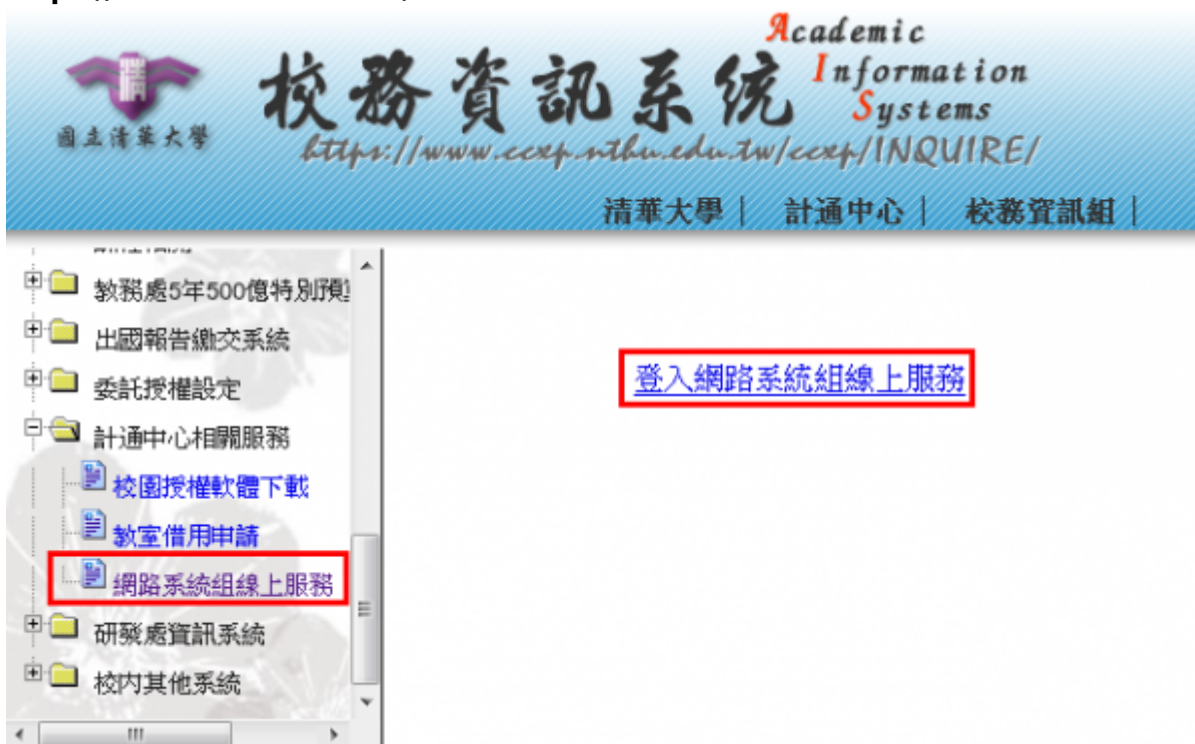 Academic
校務資訊系統 Information
Systems
國立清華大學
https://www.ccxp.nthu.edu.tw/ccxp/INQUIRE/
清華大學│ 計通中心│ 校務資訊組│
教務處5年500億特別預
出國報告繳交系統
登入網路系統組線上服務
委託授權設定
計通中心相關服務
校園授權軟體下載
教室借用申請
網路系統組線上服務
研發處資訊系統
校内其他系統